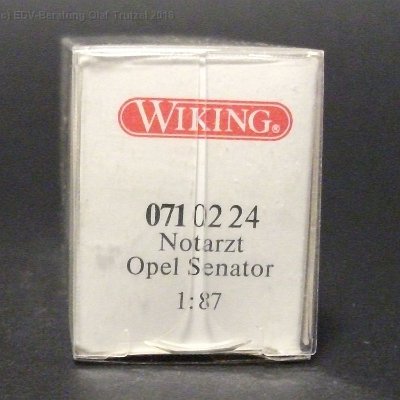 (c) EDV-Beratung Olaf Trutzel 2016
WIKING®
071 02 24
Notarzt
Opel Senator
1:87